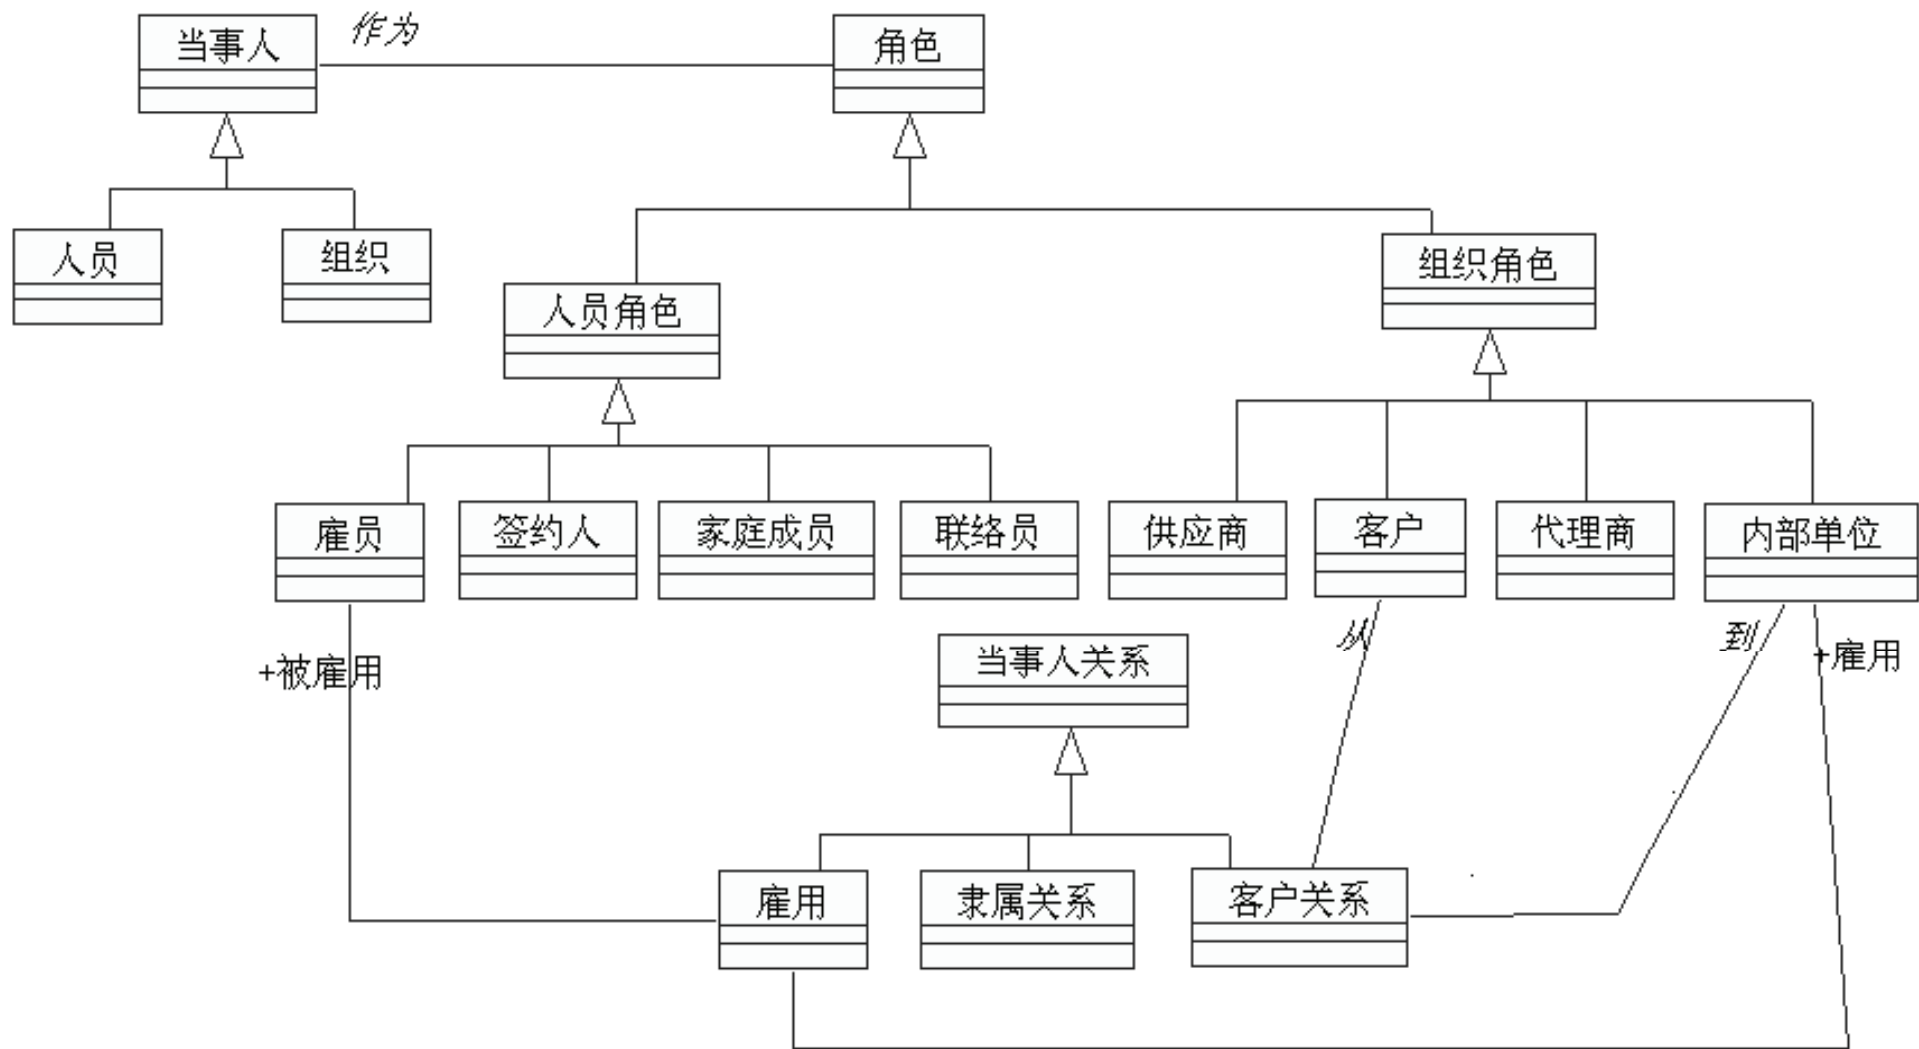 当事人
作为
角色
人员
组织
组织角色
人员角色
雇员
签约人
家庭成员
联络员
供应商
客户
代理商
内部单位
+被雇用
当事人关系
从
到
+雇用
雇用
隶属关系
客户关系